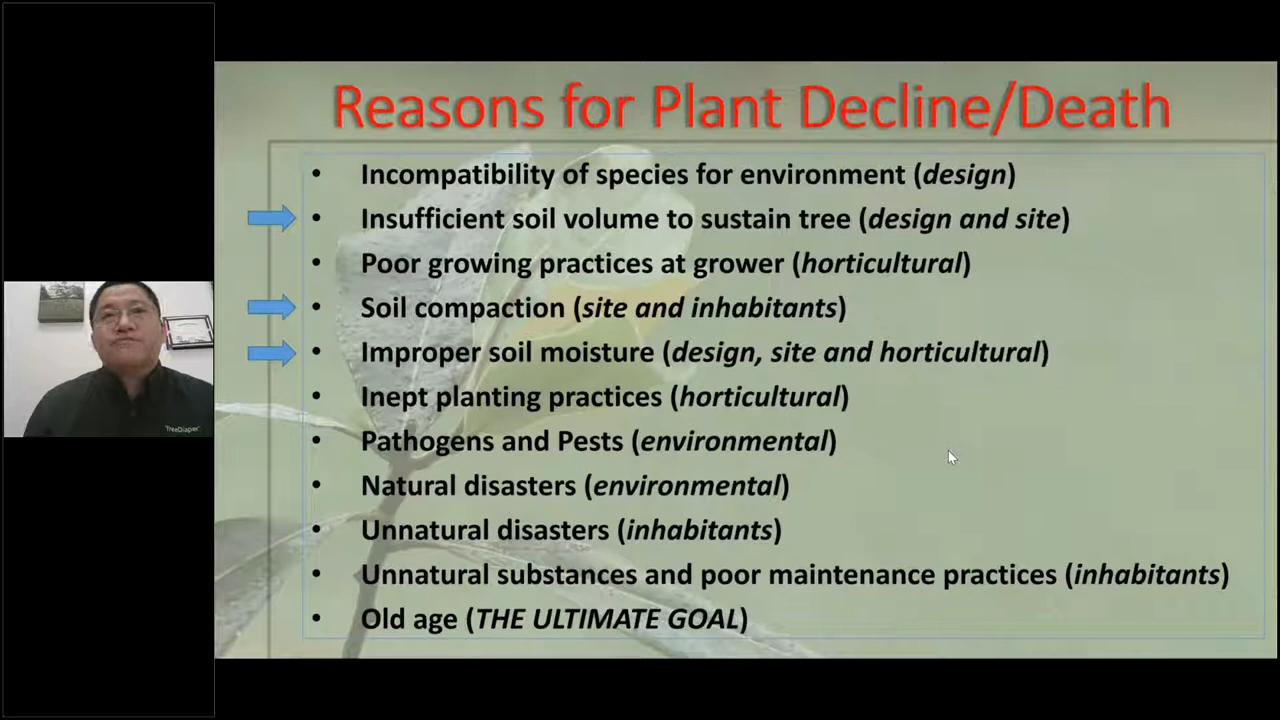 Reasons for Plant Decline/Death
• Incompatibility of species for environment (design)
• Insufficient soil volume to sustain tree (design and site)
• Poor growing practices at grower (horticultural)
• Soil compaction (site and inhabitants)
• Improper soil moisture (design, site and horticultural)
• Inept planting practices (horticultural)
• Pathogens and Pests (environmental)
• Natural disasters (environmental)
• Unnatural disasters (inhabitants)
• Unnatural substances and poor maintenance practices (inhabitants)
• Old age (THE ULTIMATE GOAL)
TreeDiaper